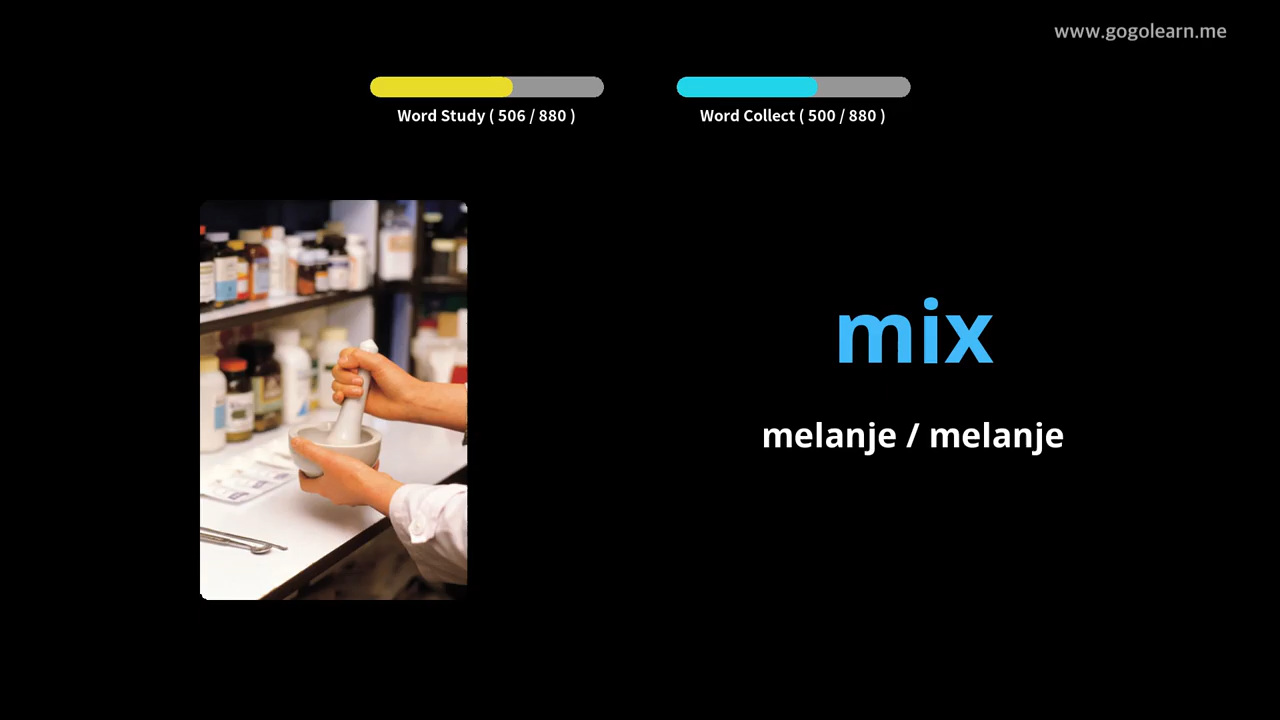 www.gogolearn.me
Word Study ( 506 / 880 )
Word Collect ( 500 / 880 )
mix
melanje / melanje